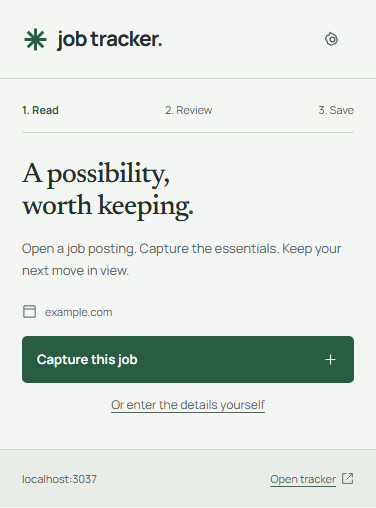 job tracker.
1. Read
2. Review
3. Save
A possibility,
worth keeping.
Open a job posting. Capture the essentials. Keep your
next move in view.
example.com
Capture this job
Or enter the details yourself
localhost:3037
Open tracker